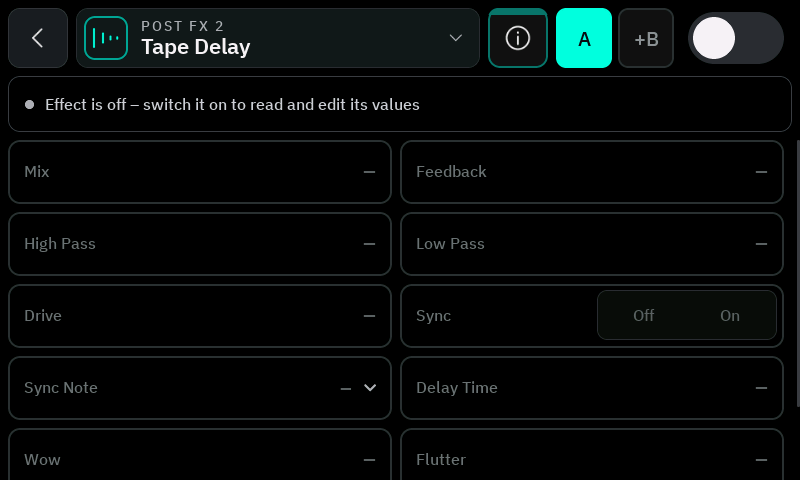 POST FX 2
Tape Delay
A
+B
Effect is off – switch it on to read and edit its values
Mix –
Feedback –
High Pass –
Low Pass –
Drive –
Sync Off On
Sync Note –
Delay Time –
Wow –
Flutter –